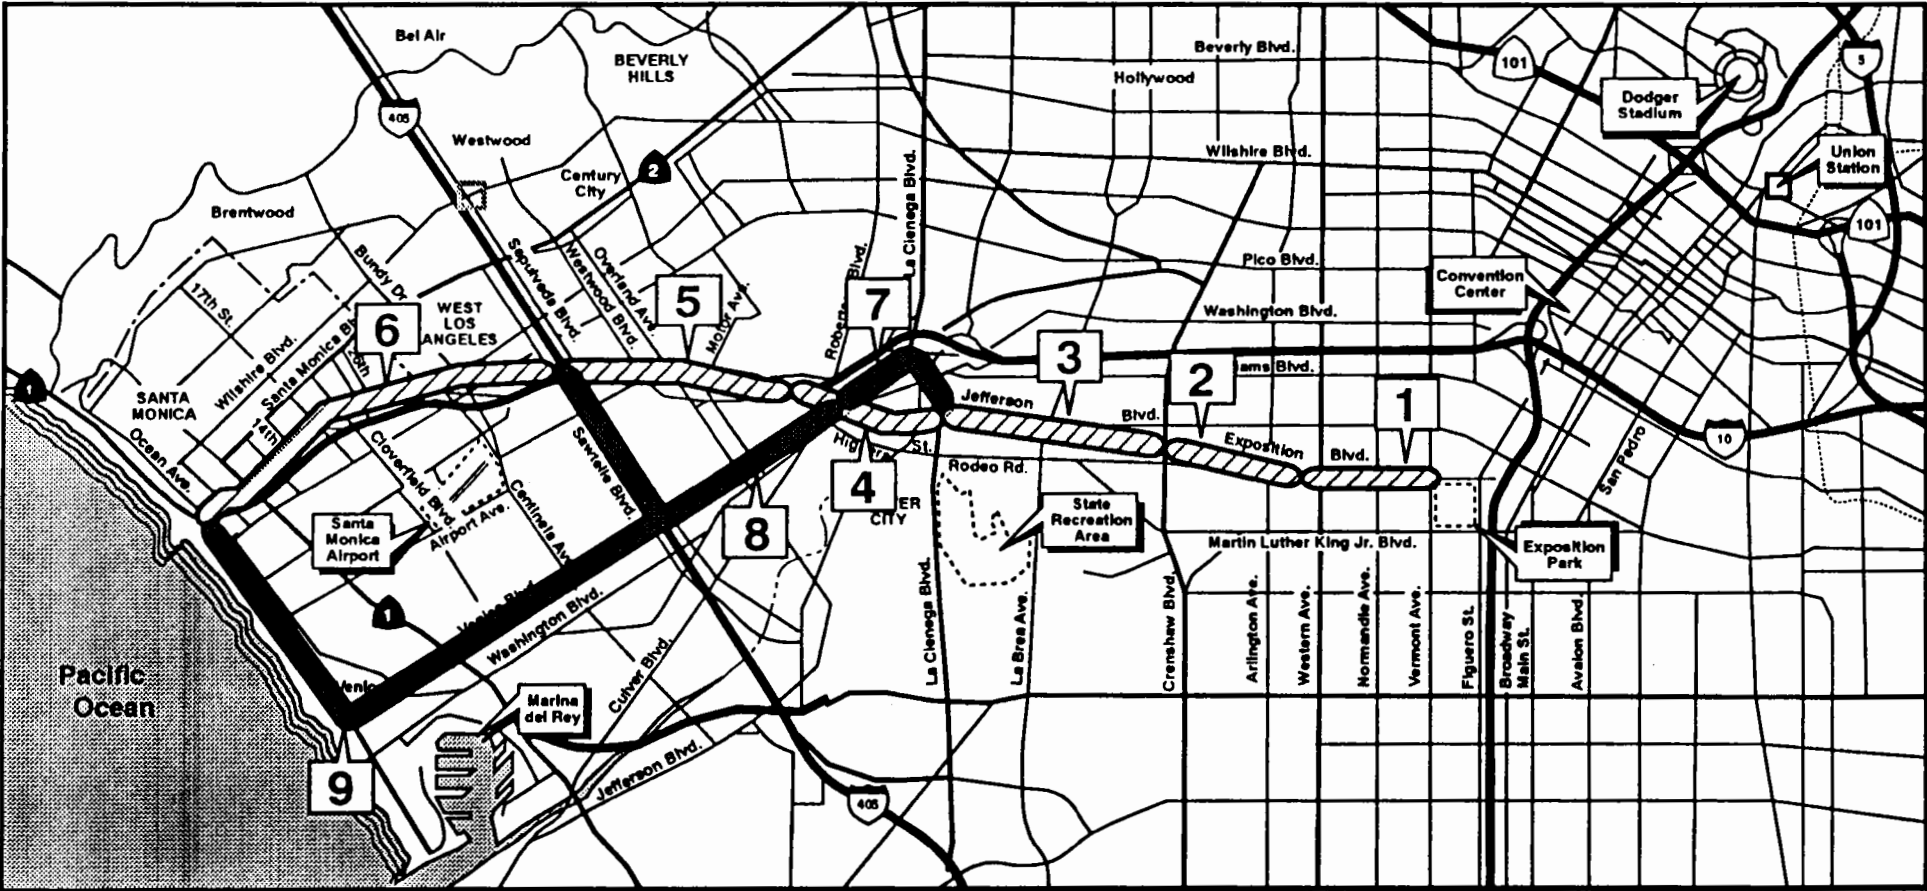 Bel Air
BEVERLY
HILLS
Beverly Blvd.
Hollywood
101
5
Dodger
Stadium
405
Westwood
2
Century
City
Wilshire Blvd.
Union
Station
Brentwood
La Cienega Blvd.
101
Bundy Dr
Sepulveda Blvd.
Westwood Blvd.
Overland Ave.
Motor Ave.
Blvd.
Pico Blvd.
Convention
Center
17th St.
WEST
LOS
ANGELES
5
7
6
Washington Blvd.
Wilshire Blvd.
Santa Monica
26th
3
2
1
1
SANTA
MONICA
14th
Ocean Ave.
Jefferson
Blvd.
Exposition
Blvd.
10
San Pedro
St.
Rodeo Rd.
Cloverfield Blvd.
Centinela Ave.
Sawtelle Blvd.
4
CITY
State
Recreation
Area
Santa
Monica
Airport
Airport Ave.
8
Martin Luther King Jr. Blvd.
Exposition
Park
1
Washington Blvd.
Culver Blvd.
La Cienega Blvd.
La Brea Ave.
Crenshaw Blvd.
Arlington Ave.
Western Ave.
Normandie Ave.
Vermont Ave.
Figuero St.
Broadway
Main St.
Avalon Blvd.
Pacific
Ocean
Marina
del Rey
9
Jefferson Blvd.
405